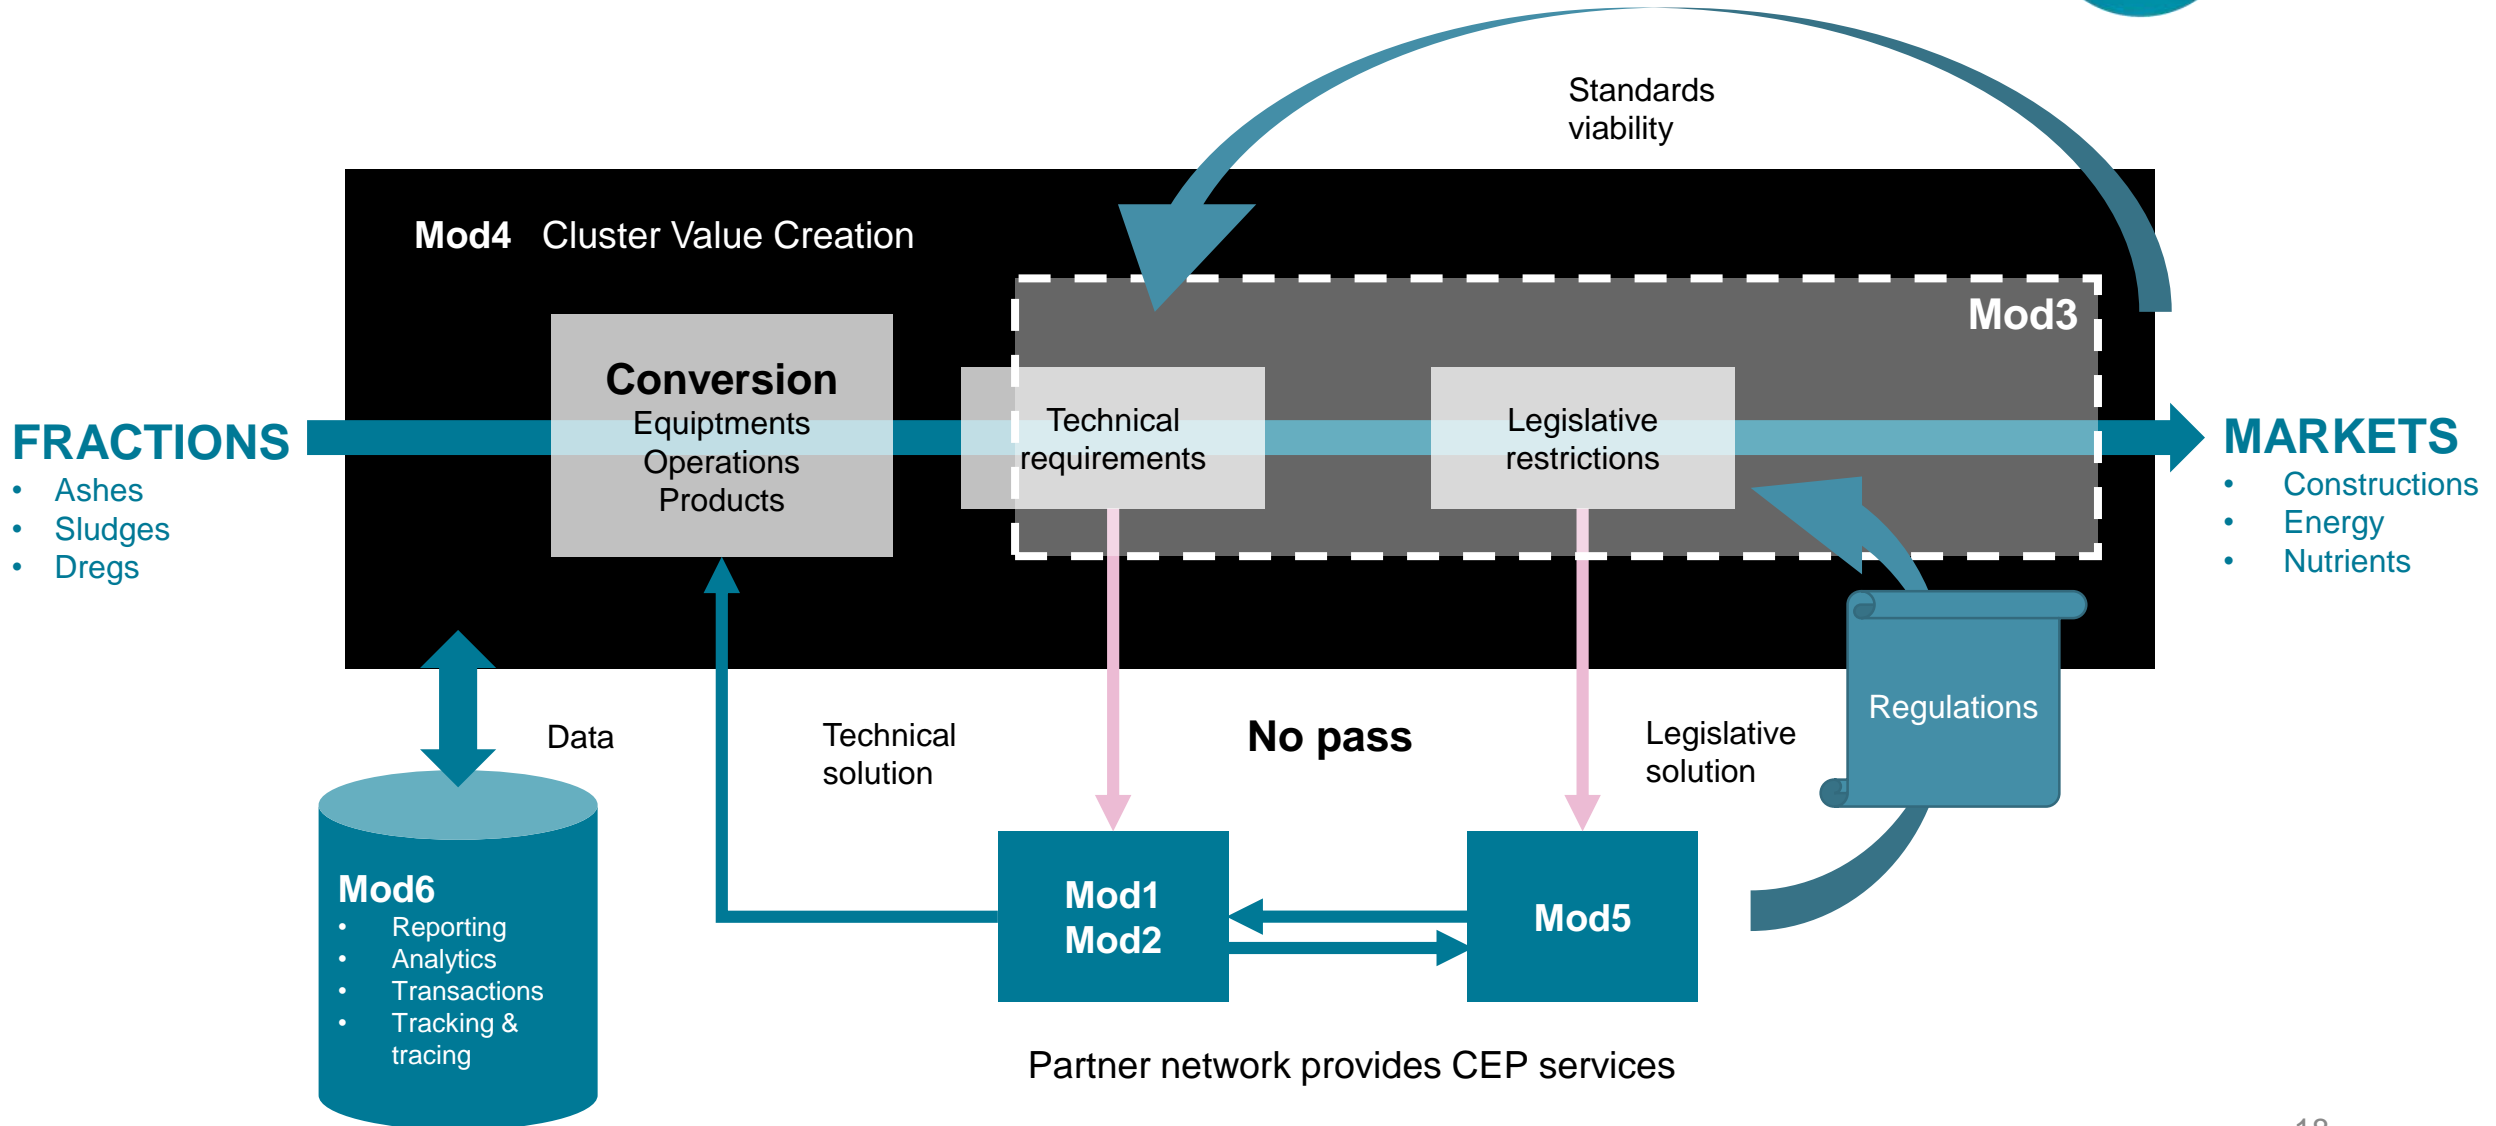 Standards
viability
Mod4 Cluster Value Creation
Mod3
Conversion
Equiptments
Operations
Products
Technical
requirements
Legislative
restrictions
FRACTIONS
• Ashes
• Sludges
• Dregs
MARKETS
• Constructions
• Energy
• Nutrients
Data
Technical
solution
No pass
Legislative
solution
Regulations
Mod6
• Reporting
• Analytics
• Transactions
• Tracking &
tracing
Mod1
Mod2
Mod5
Partner network provides CEP services